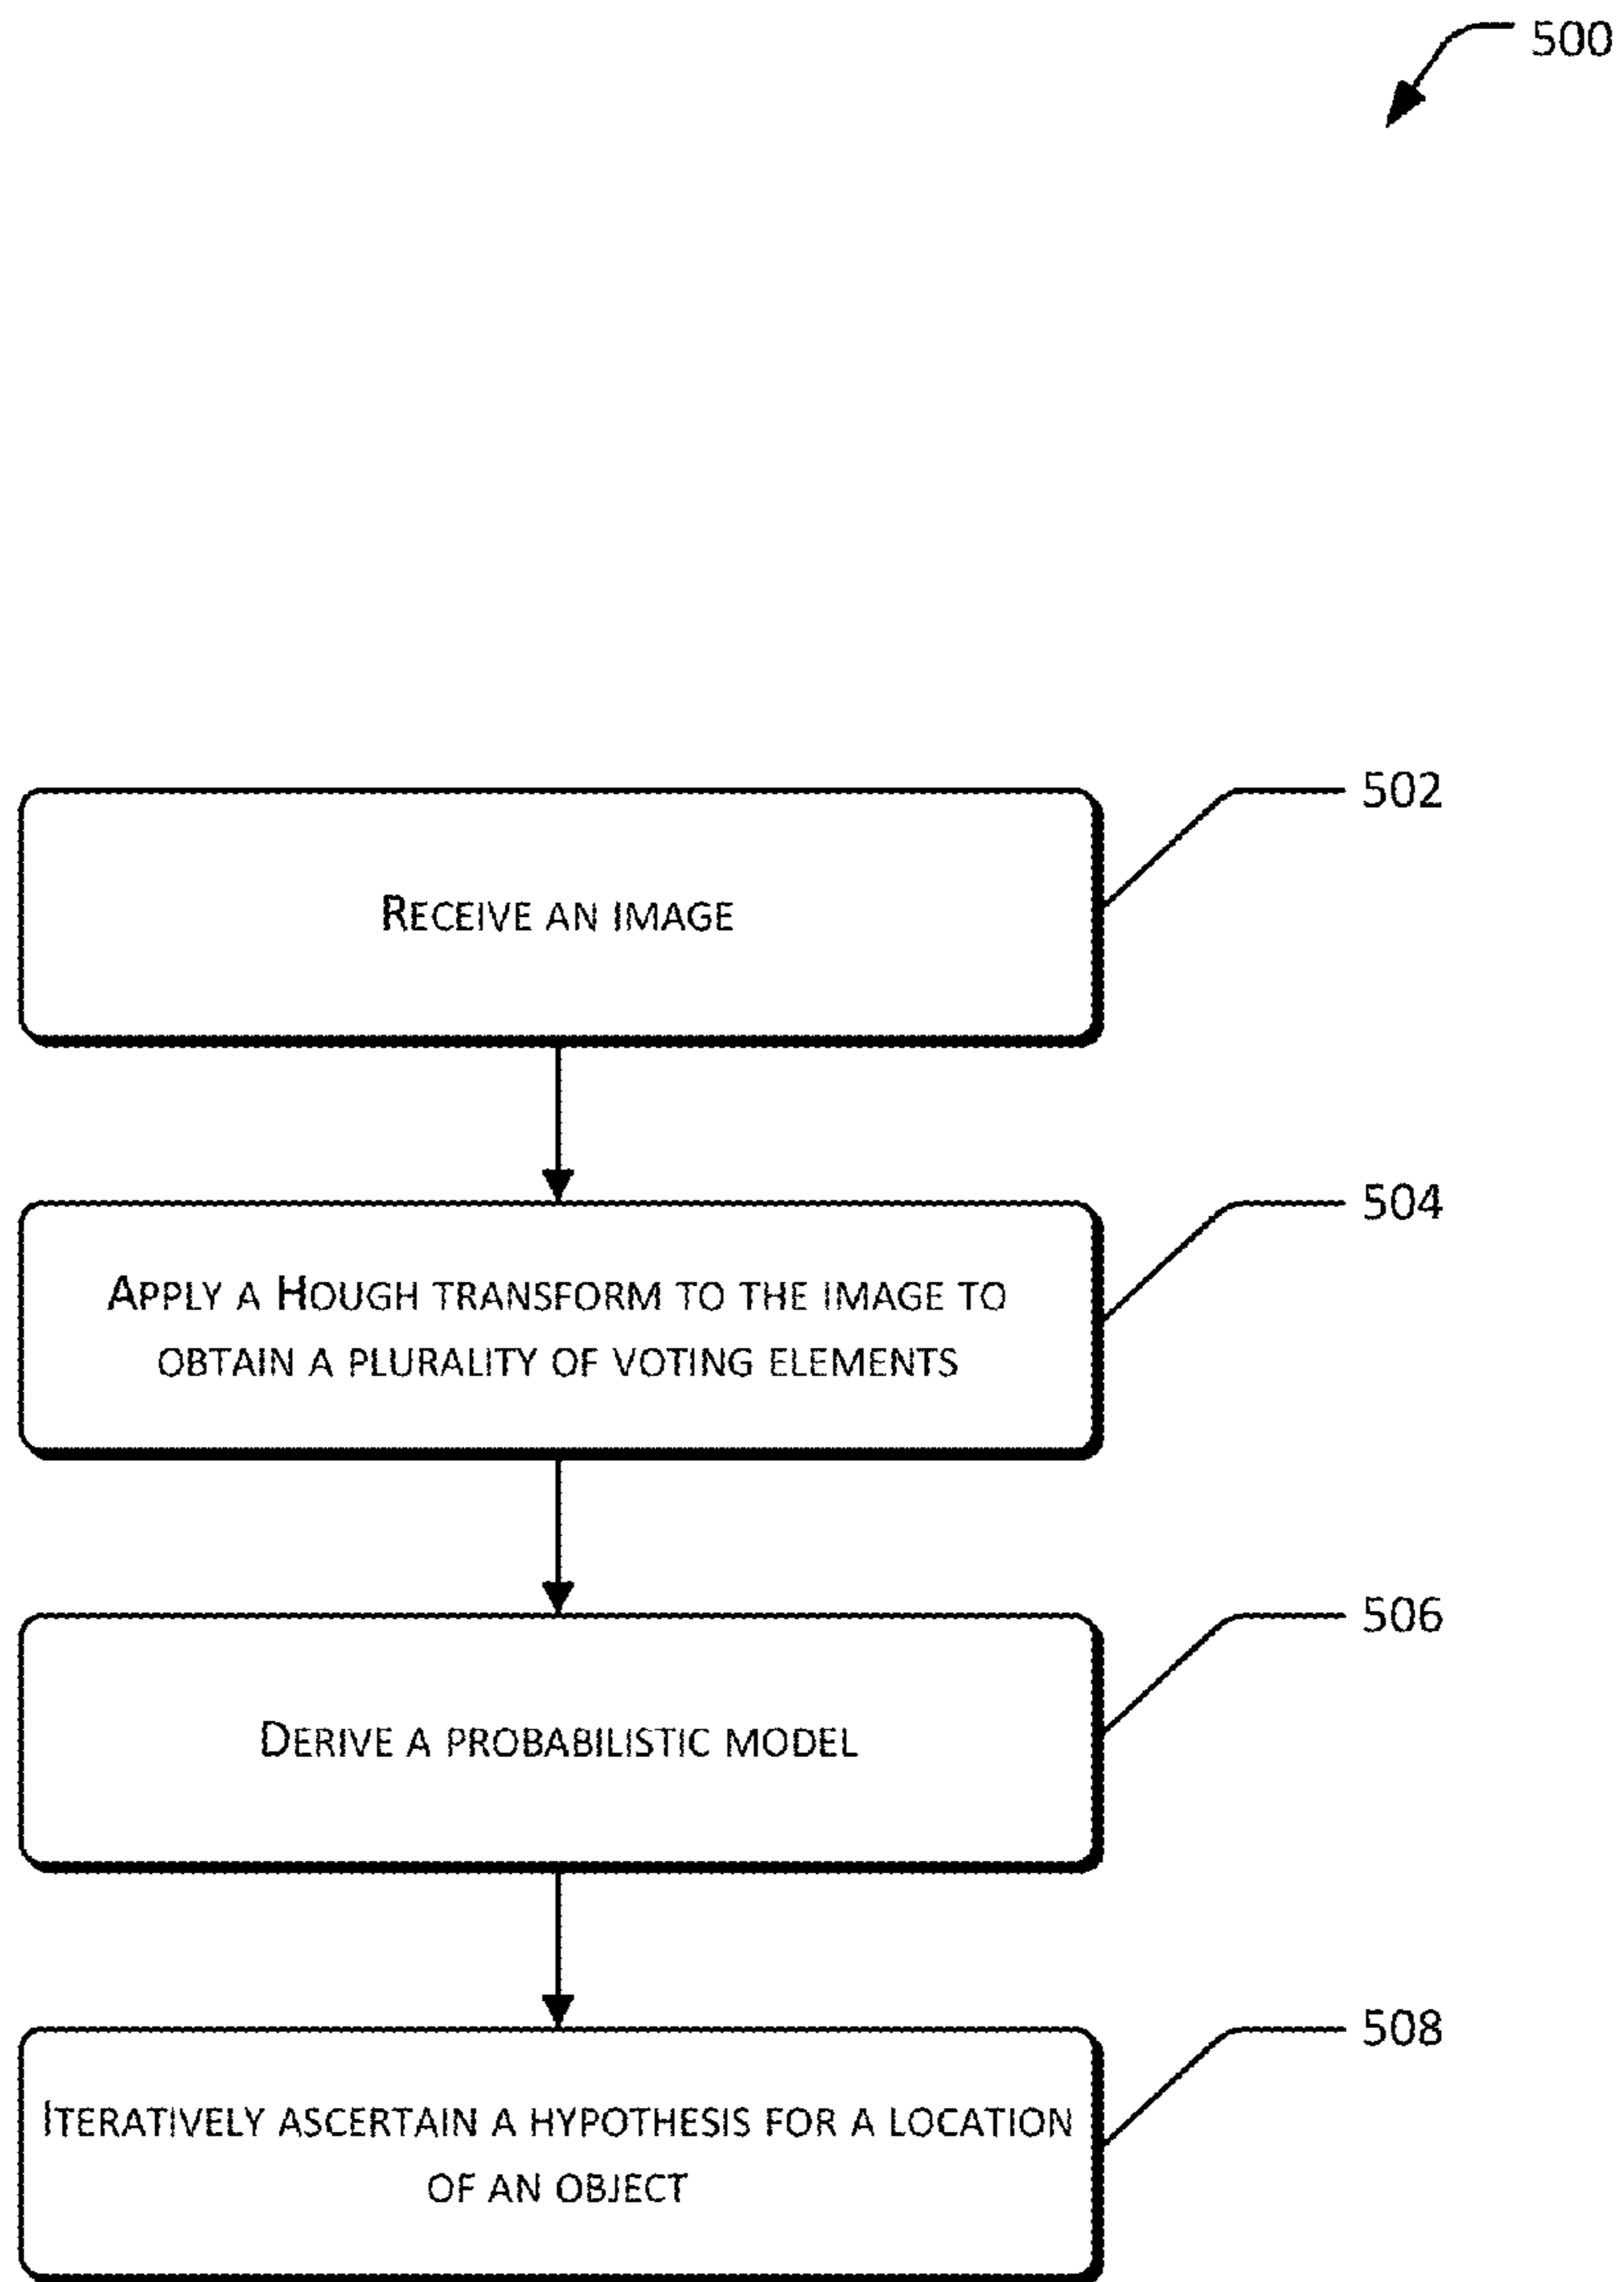 500
502
RECEIVE AN IMAGE
504
APPLY A HOUGH TRANSFORM TO THE IMAGE TO
OBTAIN A PLURALITY OF VOTING ELEMENTS
506
DERIVE A PROBABILISTIC MODEL
508
ITERATIVELY ASCERTAIN A HYPOTHESIS FOR A LOCATION
OF AN OBJECT